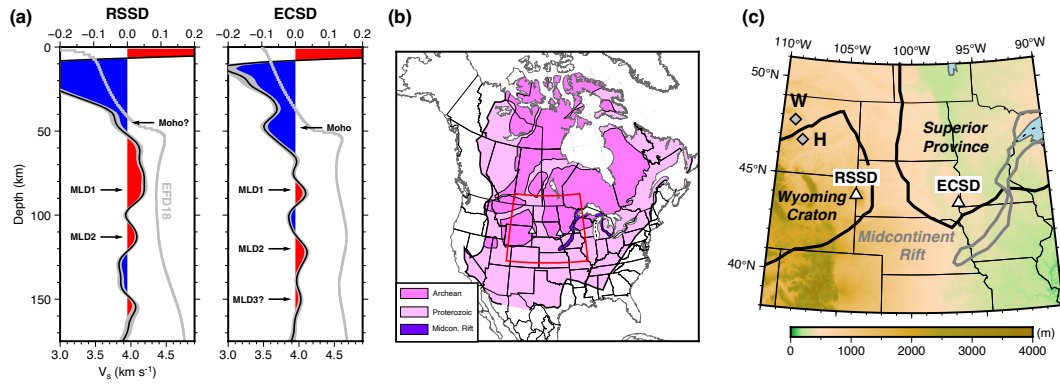 (a)
RSSD
ECSD
−0.2 −0.1 0.0 0.1 0.2
−0.2 −0.1 0.0 0.1 0.2
0
50
100
150
Depth (km)
Moho?
MLD1
MLD2
EFD18
Moho
MLD1
MLD2
MLD3?
3.0 3.5 4.0 4.5
3.0 3.5 4.0 4.5
Vs (km s-1)
Vs (km s-1)
(b)
Archean
Proterozoic
Midcon. Rift
(c)
110°W 105°W 100°W 95°W 90°W
50°N
45°N
40°N
W
H
Superior
Province
RSSD
ECSD
Wyoming
Craton
Midcontinent
Rift
(m)
0 1000 2000 3000 4000